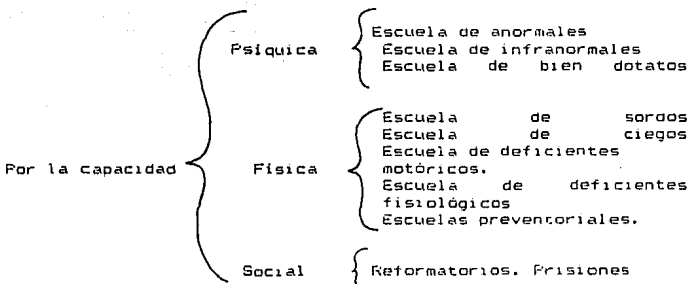 Escuela de anormales
Psíquica Escuela de infranormales
Escuela de bien dotatos
Escuela de sordos
Escuela de ciegos
Escuela de deficientes
Por la capacidad Física motóricos.
Escuela de deficientes
fisiológicos
Escuelas preventoriales.
Social Reformatorios. Prisiones